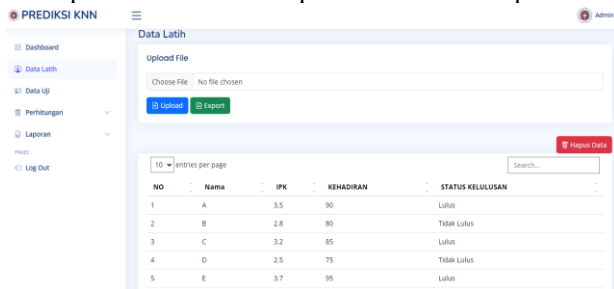 PREDIKSI KNN
Admin
Dashboard
Data Latih
Data Uji
Perhitungan
Laporan
PAGES
Log Out
Data Latih
Upload File
Choose File No file chosen
Upload Export
Hapus Data
10 entries per page Search...
NO Nama IPK KEHADIRAN STATUS KELULUSAN
1 A 3.5 90 Lulus
2 B 2.8 80 Tidak Lulus
3 C 3.2 85 Lulus
4 D 2.5 75 Tidak Lulus
5 E 3.7 95 Lulus